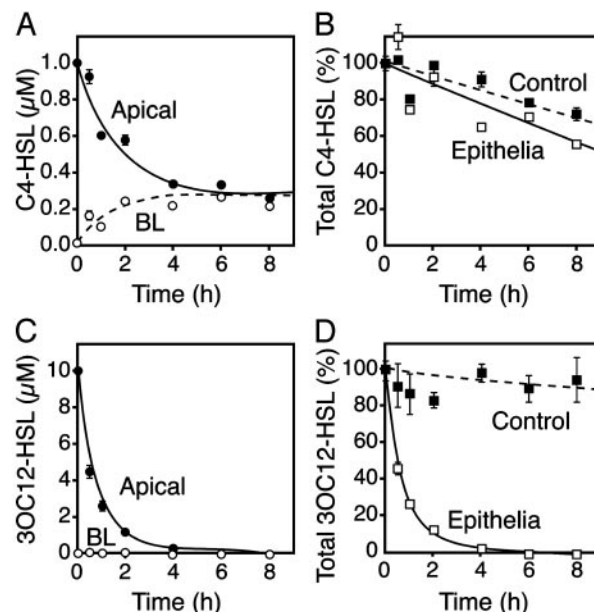 A
C4-HSL (µM)
1.0
0.8
0.6
0.4
0.2
0.0
Apical
BL
0 2 4 6 8
Time (h)
B
Total C4-HSL (%)
100
80
60
40
20
0
Control
Epithelia
0 2 4 6 8
Time (h)
C
3OC12-HSL (µM)
10
8
6
4
2
0
Apical
BL
0 2 4 6 8
Time (h)
D
Total 3OC12-HSL (%)
100
80
60
40
20
0
Control
Epithelia
0 2 4 6 8
Time (h)